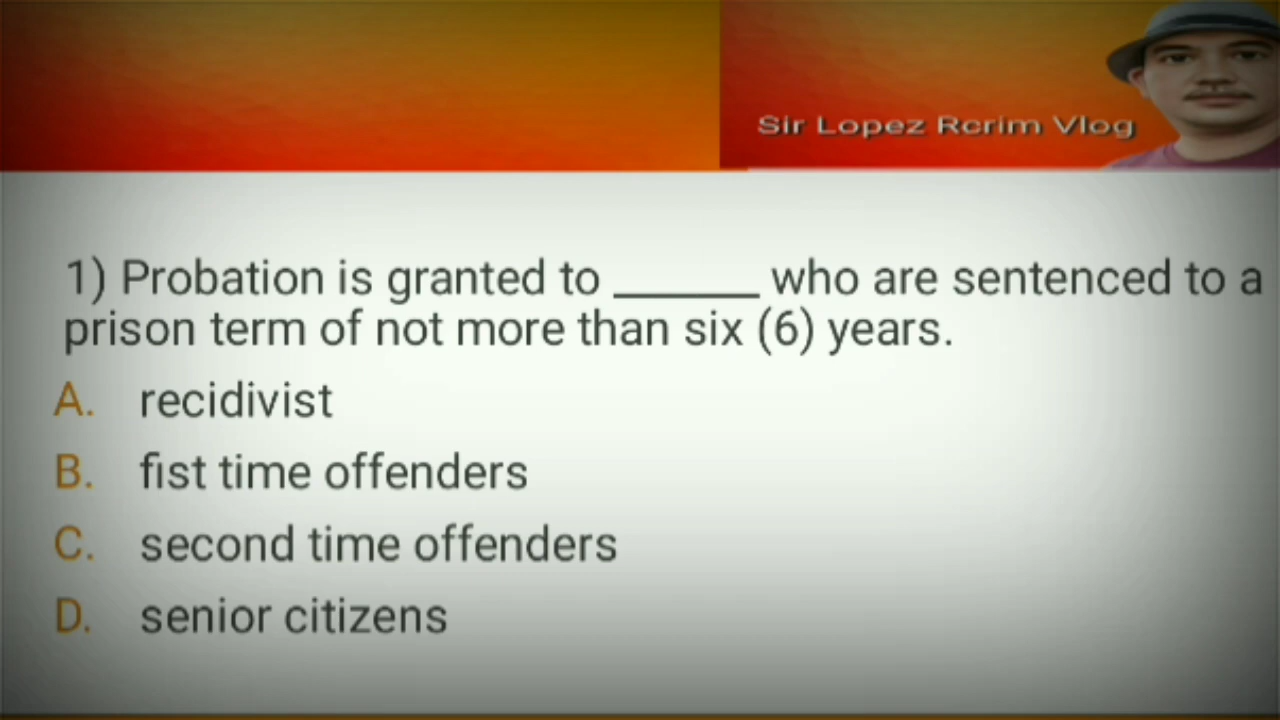 Sir Lopez Rcrim Vlog
1) Probation is granted to ______ who are sentenced to a
prison term of not more than six (6) years.
A. recidivist
B. fist time offenders
C. second time offenders
D. senior citizens